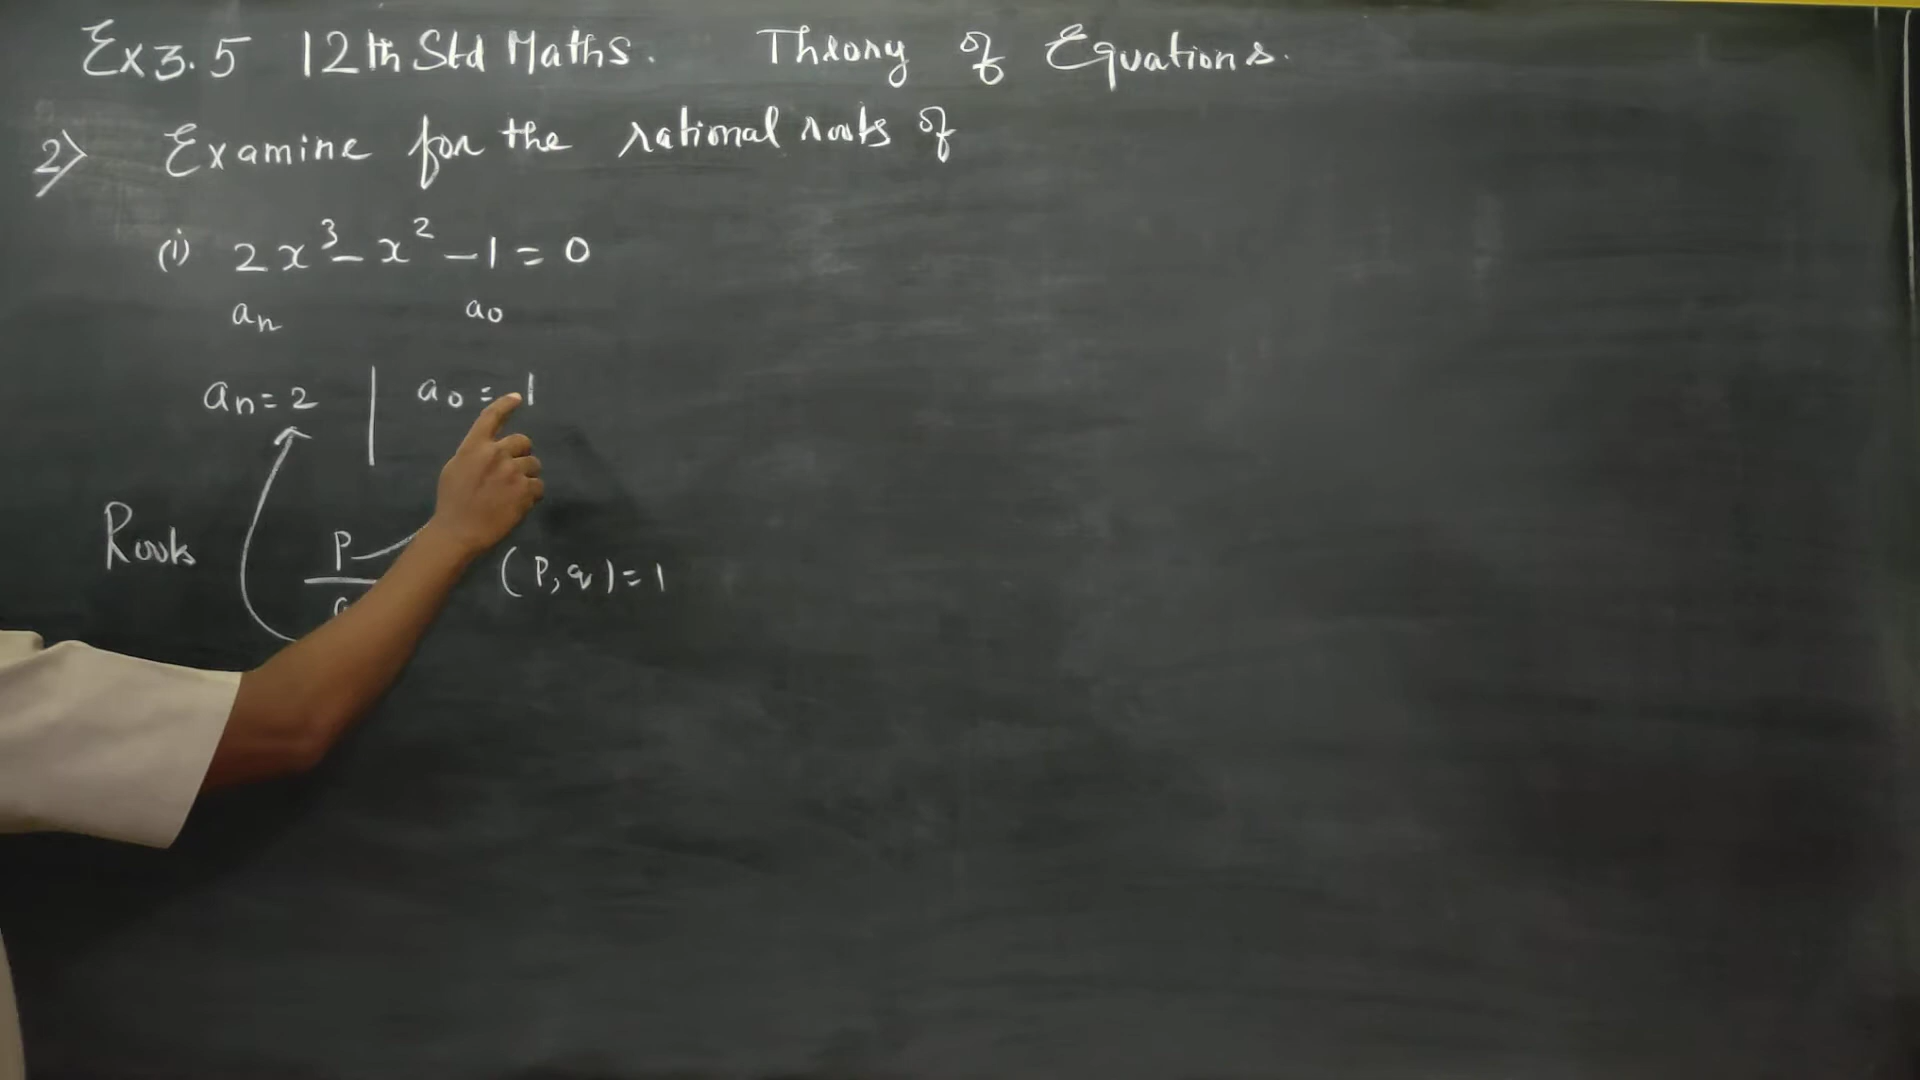 Ex 3.5 12th Std Maths. Theory of Equations.
2) Examine for the rational roots of
(i) 2x³ - x² - 1 = 0
an a0
an = 2 | a0 = -1
Roots p (p, q) = 1